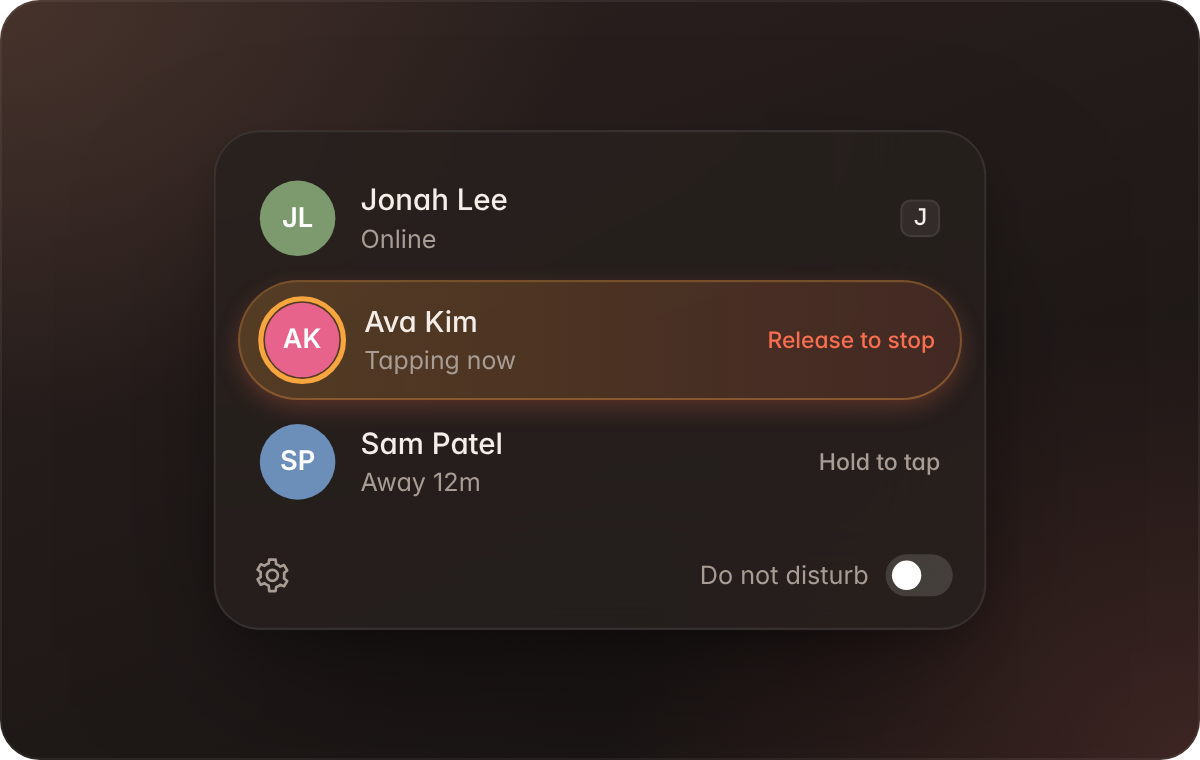 JL
Jonah Lee
Online
J
AK
Ava Kim
Tapping now
Release to stop
SP
Sam Patel
Away 12m
Hold to tap
Do not disturb